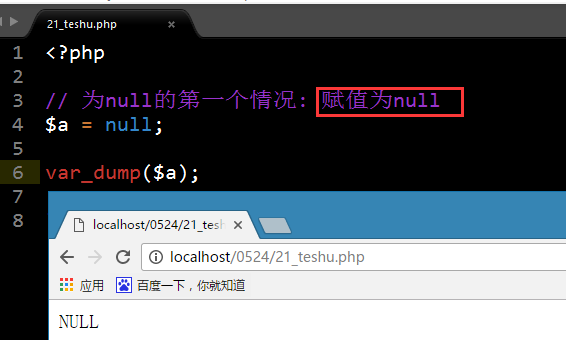 21_teshu.php ×
1 <?php
2
3 // 为null的第一个情况: 赋值为null
4 $a = null;
5
6 var_dump($a);
7
8
localhost/0524/21_tesh ×
localhost/0524/21_teshu.php
应用 百度一下,你就知道
NULL